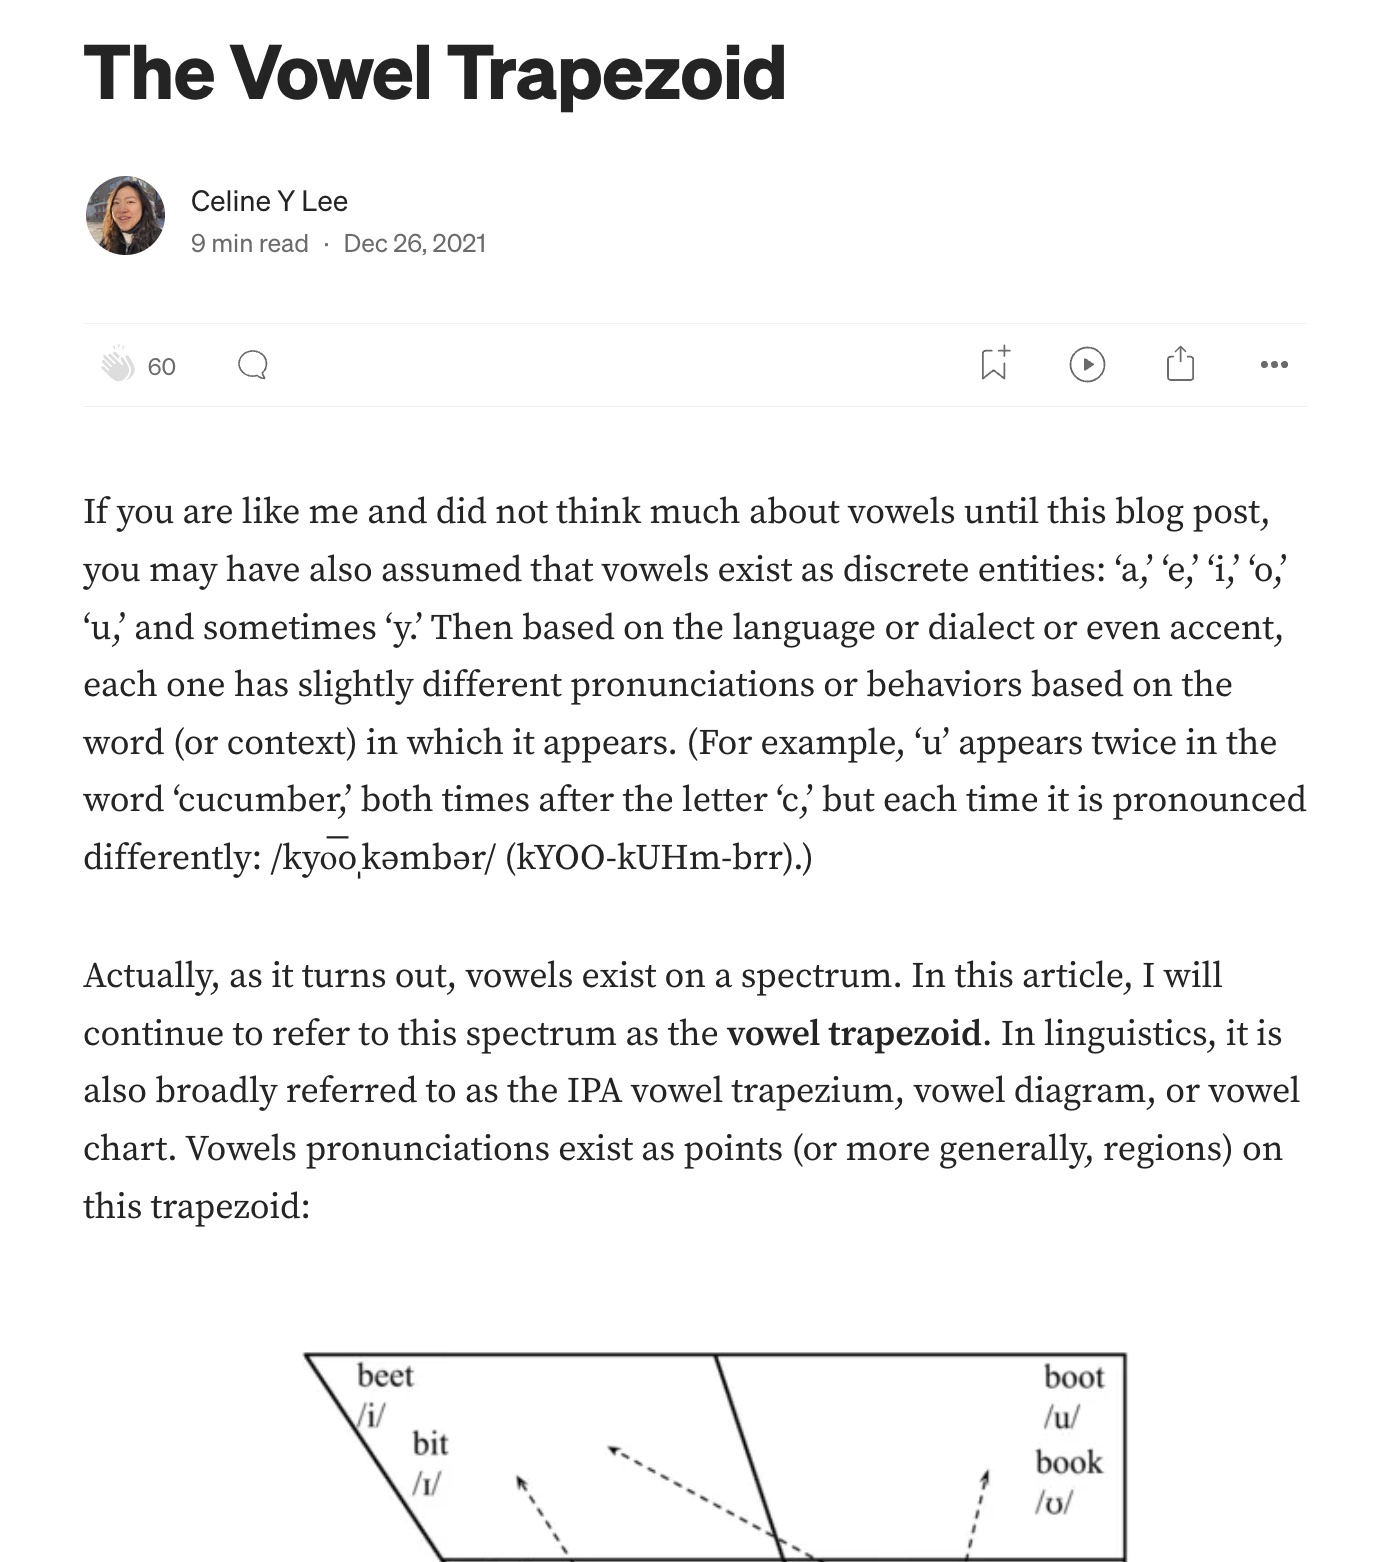 The Vowel Trapezoid
Celine Y Lee
9 min read · Dec 26, 2021
60
If you are like me and did not think much about vowels until this blog post,
you may have also assumed that vowels exist as discrete entities: ‘a,’ ‘e,’ ‘i,’ ‘o,’
‘u,’ and sometimes ‘y.’ Then based on the language or dialect or even accent,
each one has slightly different pronunciations or behaviors based on the
word (or context) in which it appears. (For example, ‘u’ appears twice in the
word ‘cucumber,’ both times after the letter ‘c,’ but each time it is pronounced
differently: /kyo͞oˌkəmbər/ (kYOO-kUHm-brr).)
Actually, as it turns out, vowels exist on a spectrum. In this article, I will
continue to refer to this spectrum as the vowel trapezoid. In linguistics, it is
also broadly referred to as the IPA vowel trapezium, vowel diagram, or vowel
chart. Vowels pronunciations exist as points (or more generally, regions) on
this trapezoid:
beet
/i/
bit
/ɪ/
boot
/u/
book
/ʊ/